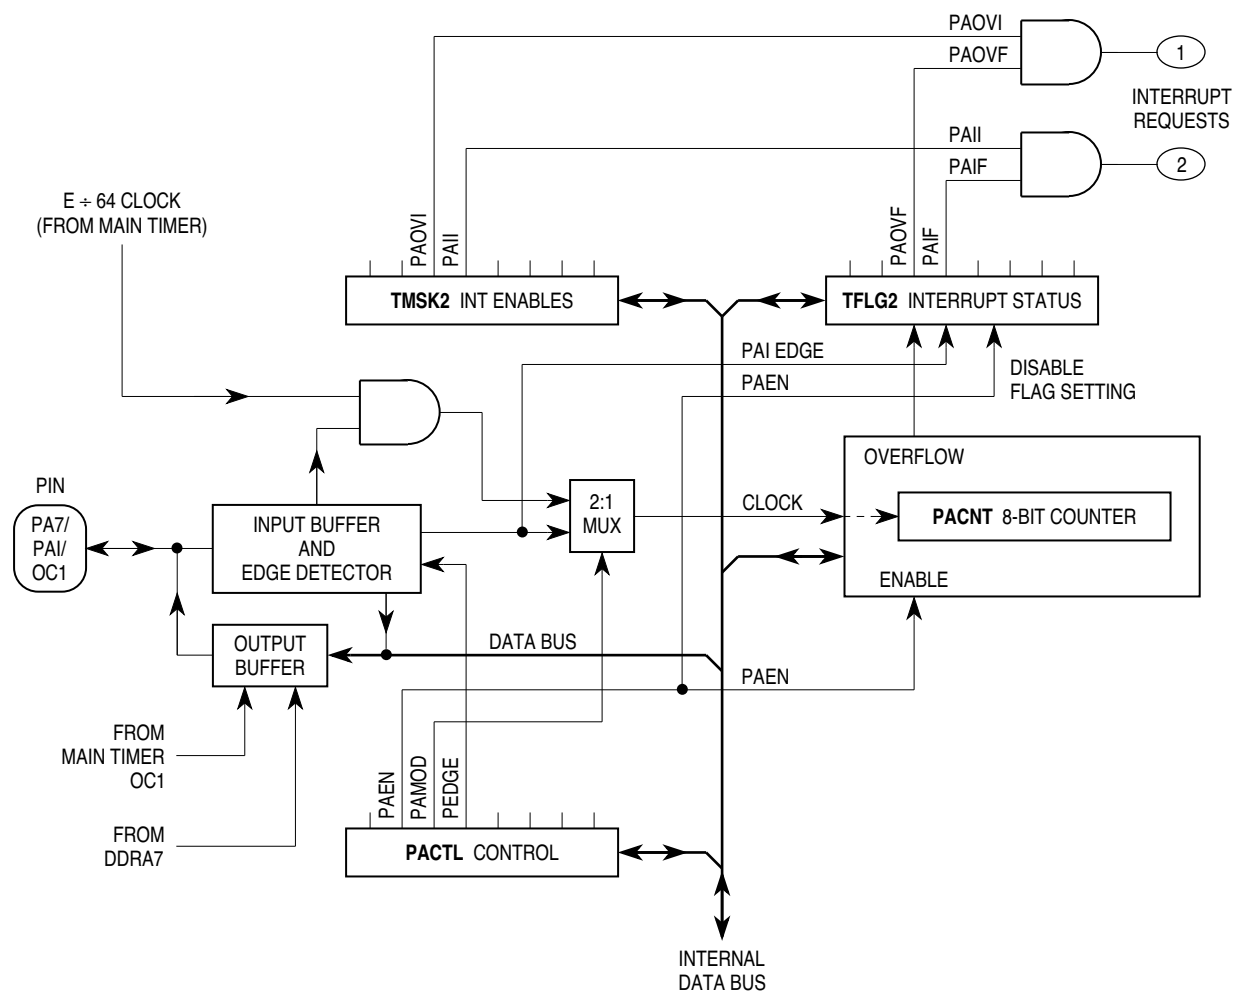 PAOVI
PAOVF
1
INTERRUPT
REQUESTS
PAII
PAIF
2
E ÷ 64 CLOCK
(FROM MAIN TIMER)
PAOVI
PAII
PAOVF
PAIF
TMSK2 INT ENABLES
TFLG2 INTERRUPT STATUS
PAI EDGE
PAEN
DISABLE
FLAG SETTING
OVERFLOW
PIN
PA7/
PAI/
OC1
INPUT BUFFER
AND
EDGE DETECTOR
2:1
MUX
CLOCK
PACNT 8-BIT COUNTER
ENABLE
OUTPUT
BUFFER
DATA BUS
PAEN
FROM
MAIN TIMER
OC1
FROM
DDRA7
PAEN
PAMOD
PEDGE
PACTL CONTROL
INTERNAL
DATA BUS